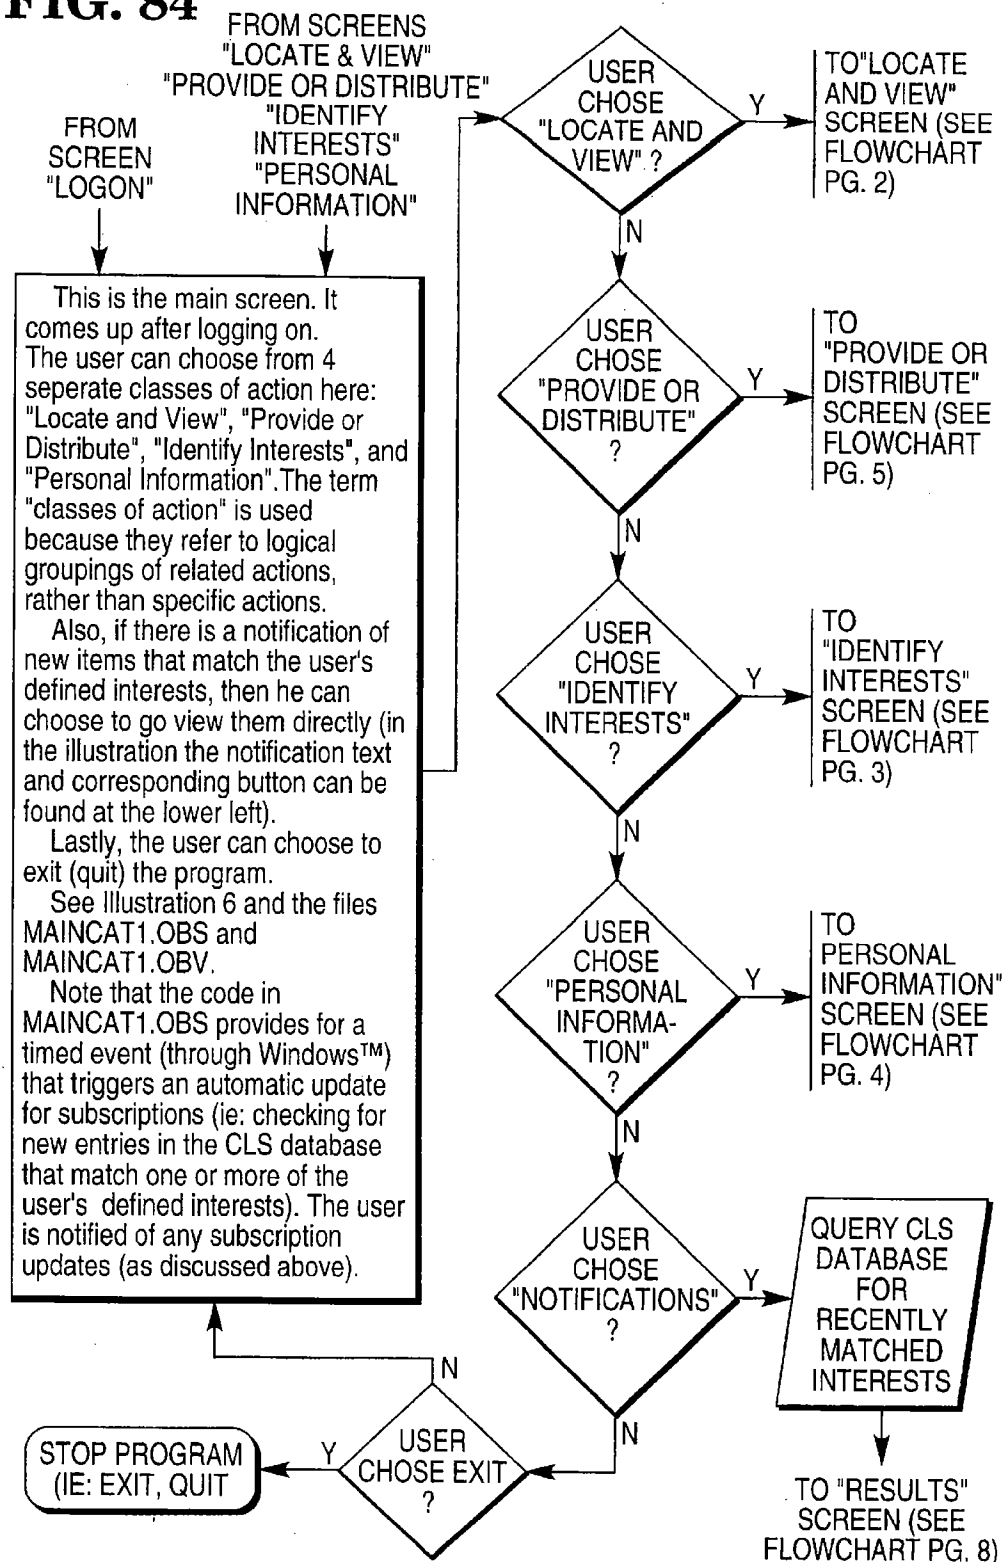 FIG. 84
FROM SCREENS
"LOCATE & VIEW"
"PROVIDE OR DISTRIBUTE"
"IDENTIFY
INTERESTS"
"PERSONAL
INFORMATION"
FROM
SCREEN
"LOGON"
This is the main screen. It
comes up after logging on.
The user can choose from 4
seperate classes of action here:
"Locate and View", "Provide or
Distribute", "Identify Interests", and
"Personal Information".The term
"classes of action" is used
because they refer to logical
groupings of related actions,
rather than specific actions.
Also, if there is a notification of
new items that match the user's
defined interests, then he can
choose to go view them directly (in
the illustration the notification text
and corresponding button can be
found at the lower left).
Lastly, the user can choose to
exit (quit) the program.
See Illustration 6 and the files
MAINCAT1.OBS and
MAINCAT1.OBV.
Note that the code in
MAINCAT1.OBS provides for a
timed event (through Windows™)
that triggers an automatic update
for subscriptions (ie: checking for
new entries in the CLS database
that match one or more of the
user's defined interests). The user
is notified of any subscription
updates (as discussed above).
USER
CHOSE
"LOCATE AND
VIEW".?
Y
TO"LOCATE
AND VIEW"
SCREEN (SEE
FLOWCHART
PG. 2)
N
USER
CHOSE
"PROVIDE OR
DISTRIBUTE"
?
Y
TO
"PROVIDE OR
DISTRIBUTE"
SCREEN (SEE
FLOWCHART
PG. 5)
N
USER
CHOSE
"IDENTIFY
INTERESTS"
?
Y
TO
"IDENTIFY
INTERESTS"
SCREEN (SEE
FLOWCHART
PG. 3)
N
USER
CHOSE
"PERSONAL
INFORMA-
TION"
?
Y
TO
PERSONAL
INFORMATION"
SCREEN (SEE
FLOWCHART
PG. 4)
N
USER
CHOSE
"NOTIFICATIONS"
?
Y
QUERY CLS
DATABASE
FOR
RECENTLY
MATCHED
INTERESTS
TO "RESULTS"
SCREEN (SEE
FLOWCHART PG. 8)
N
USER
CHOSE EXIT
?
N
Y
STOP PROGRAM
(IE: EXIT, QUIT